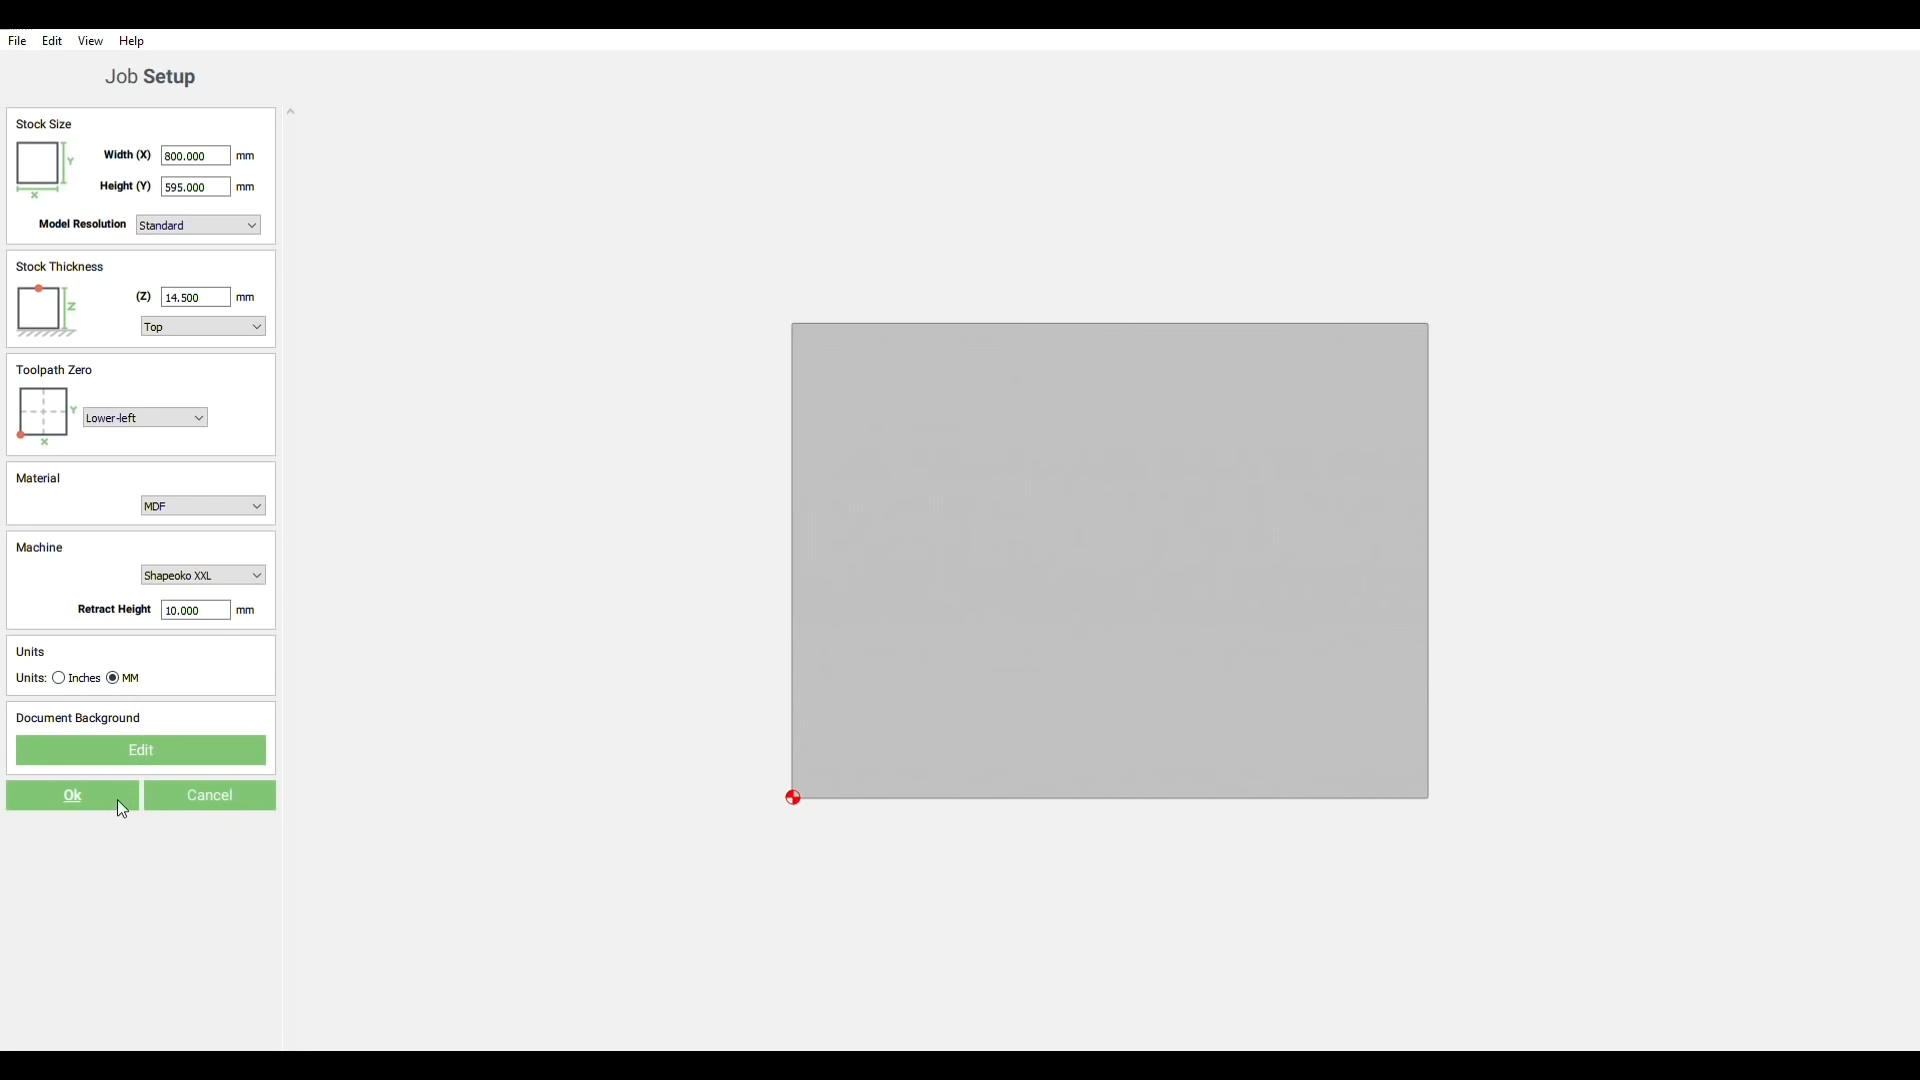 File Edit View Help
Job Setup
Stock Size
Width (X) 800.000 mm
Y
Height (Y) 595.000 mm
X
Model Resolution Standard
Stock Thickness
(Z) 14.500 mm
Z
Top
Toolpath Zero
Y
Lower-left
X
Material
MDF
Machine
Shapeoko XXL
Retract Height 10.000 mm
Units
Units: Inches MM
Document Background
Edit
Ok Cancel